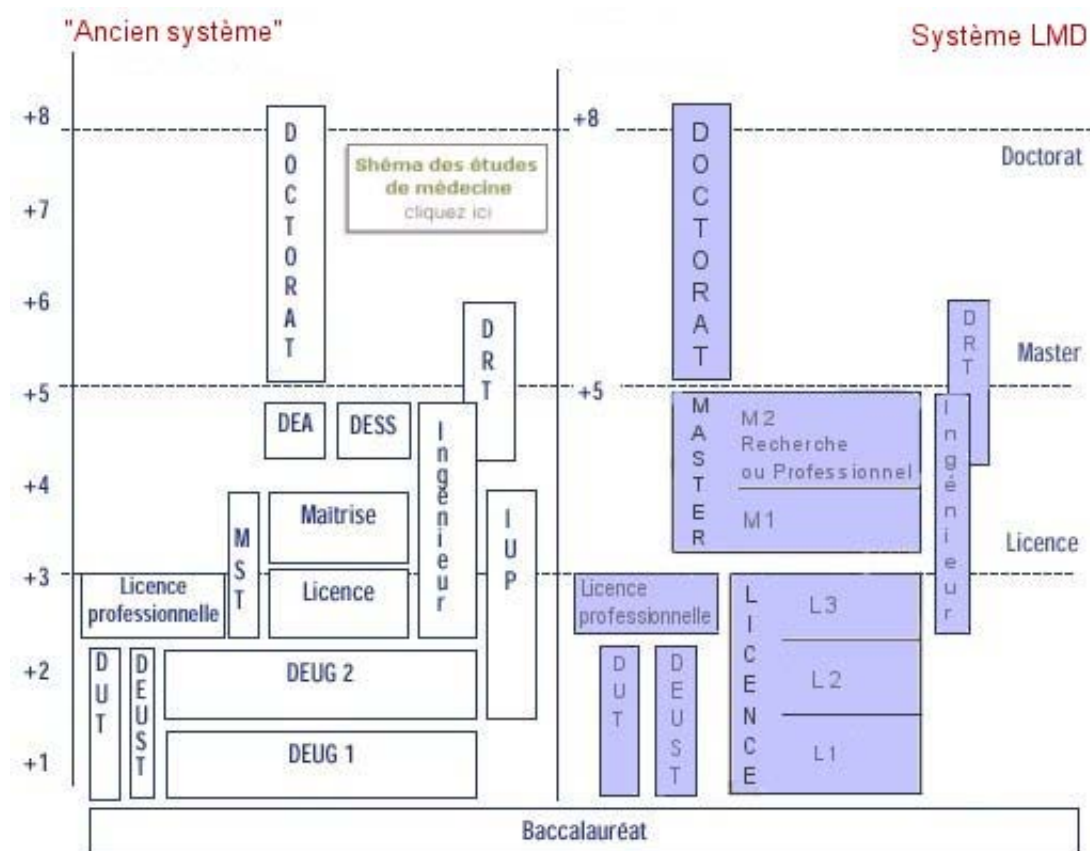 "Ancien système"
Système LMD
+8
+7
+6
+5
+4
+3
+2
+1
DOCTORAT
Shéma des études
de médecine
cliquez ici
DRT
DEA
DESS
Ingénieur
MST
Maîtrise
IUP
Licence
professionnelle
Licence
DUT
DEUST
DEUG 2
DEUG 1
+8
+5
DOCTORAT
Doctorat
DRT
Master
MASTER
M2
Recherche
ou Professionnel
M1
Ingénieur
Licence
Licence
professionnelle
LICENCE
L3
L2
L1
DUT
DEUST
Baccalauréat